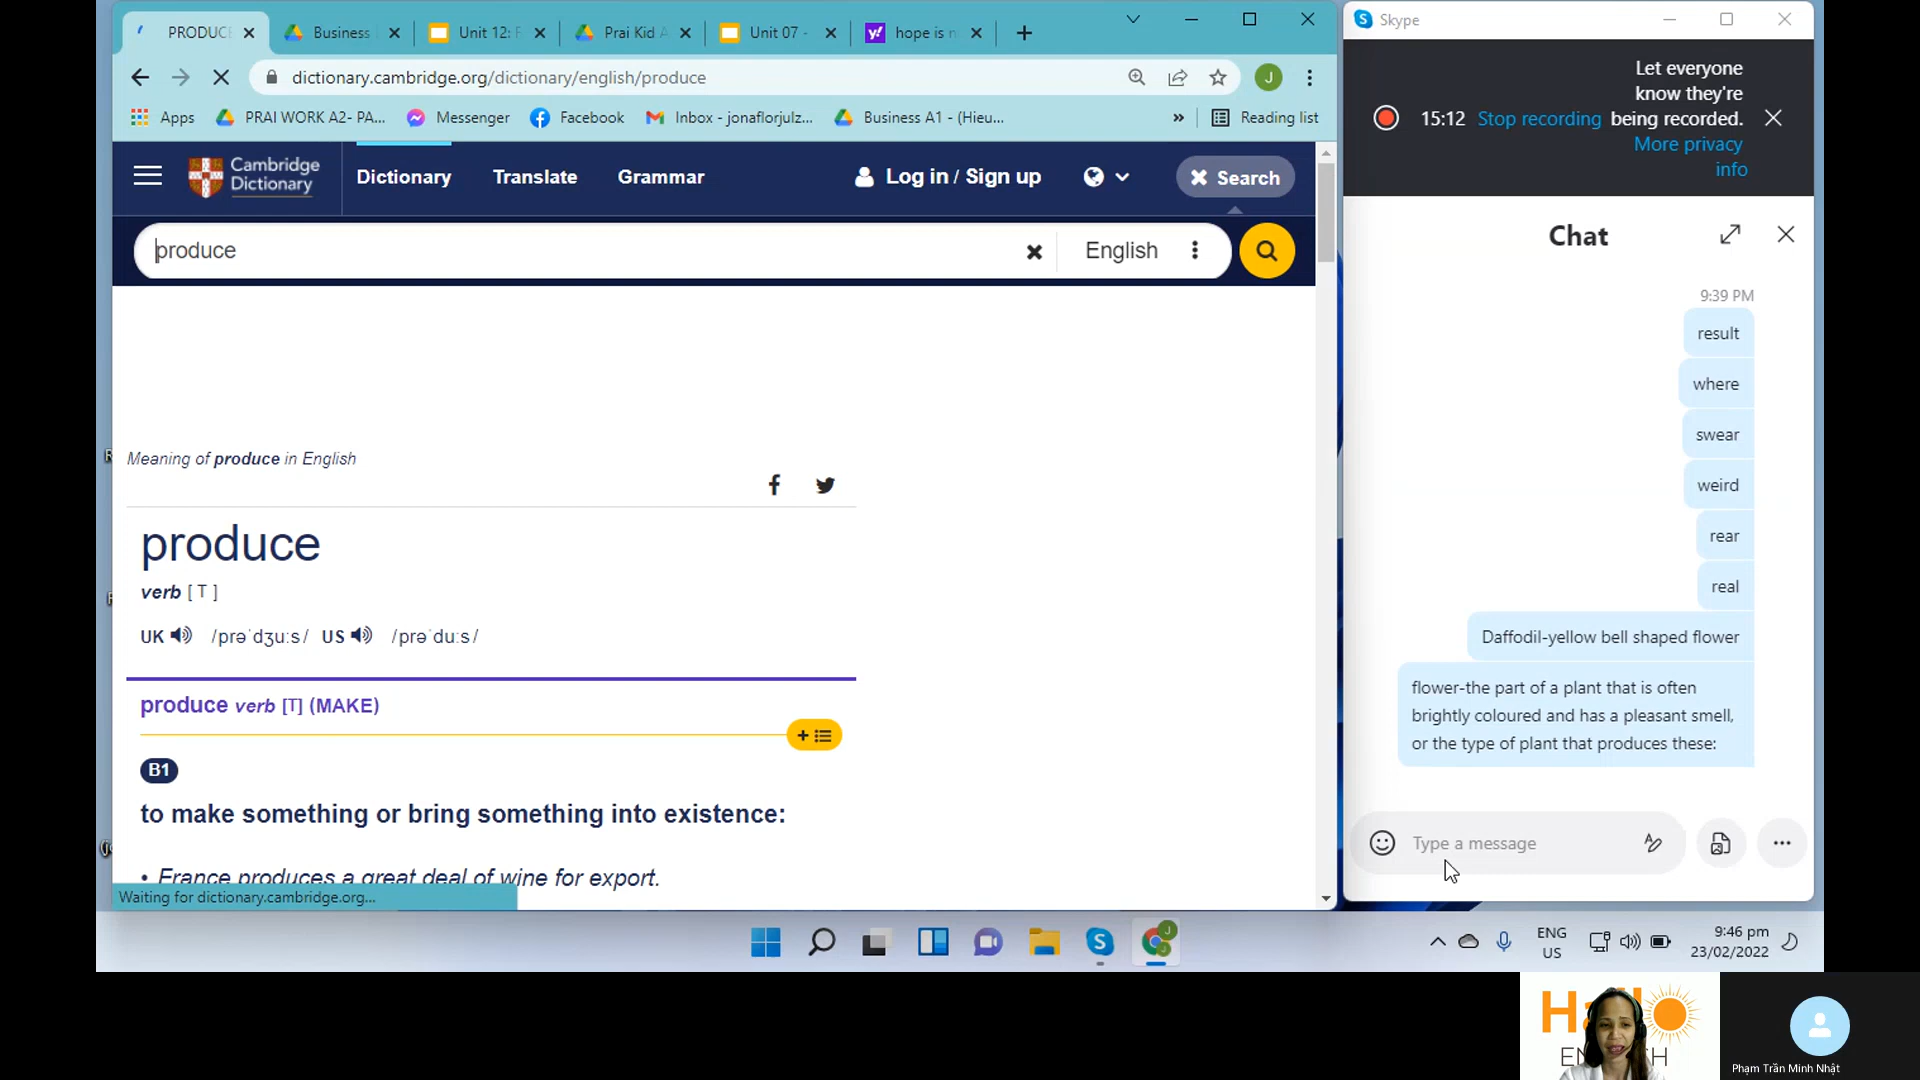 PRODUC
Business
Unit 12: F
Prai Kid A
Unit 07 -
hope is n
Skype
dictionary.cambridge.org/dictionary/english/produce
J
Apps
PRAI WORK A2- PA...
Messenger
Facebook
Inbox - jonaflorjulz...
Business A1 - (Hieu...
»
Reading list
15:12 Stop recording
Let everyone
know they're
being recorded.
More privacy
info
Cambridge
Dictionary
Dictionary
Translate
Grammar
Log in / Sign up
Search
produce
English
Meaning of produce in English
produce
verb [ T ]
UK /prəˈdʒuːs/ US /prəˈduːs/
produce verb [T] (MAKE)
B1
to make something or bring something into existence:
• France produces a great deal of wine for export.
Waiting for dictionary.cambridge.org...
Chat
9:39 PM
result
where
swear
weird
rear
real
Daffodil-yellow bell shaped flower
flower-the part of a plant that is often
brightly coloured and has a pleasant smell,
or the type of plant that produces these:
Type a message
ENG
US
9:46 pm
23/02/2022
Phạm Trần Minh Nhật